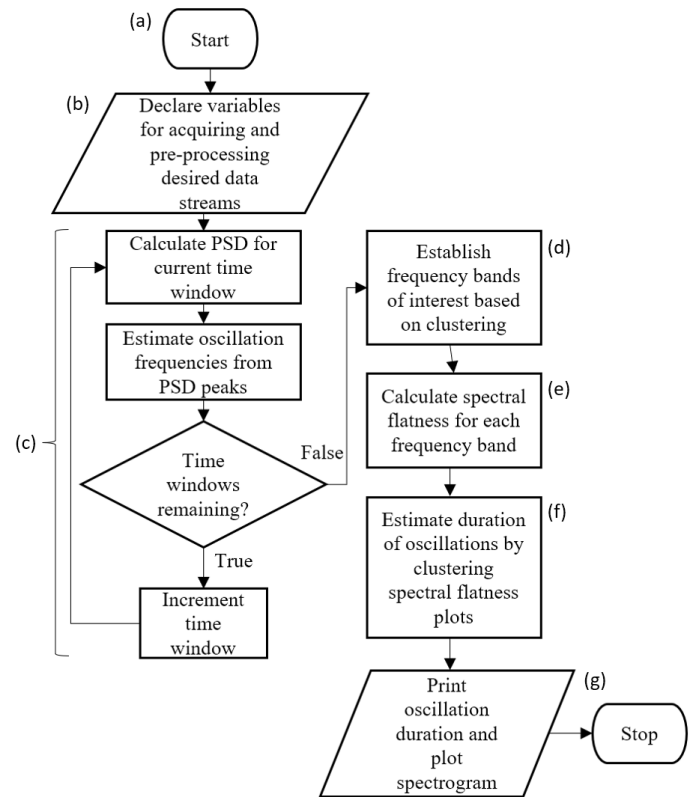 (a)
Start
(b)
Declare variables
for acquiring and
pre-processing
desired data
streams
(c)
Calculate PSD for
current time
window
Estimate oscillation
frequencies from
PSD peaks
Time
windows
remaining?
False
True
Increment
time
window
(d)
Establish
frequency bands
of interest based
on clustering
(e)
Calculate spectral
flatness for each
frequency band
(f)
Estimate duration
of oscillations by
clustering
spectral flatness
plots
(g)
Print
oscillation
duration and
plot
spectrogram
Stop